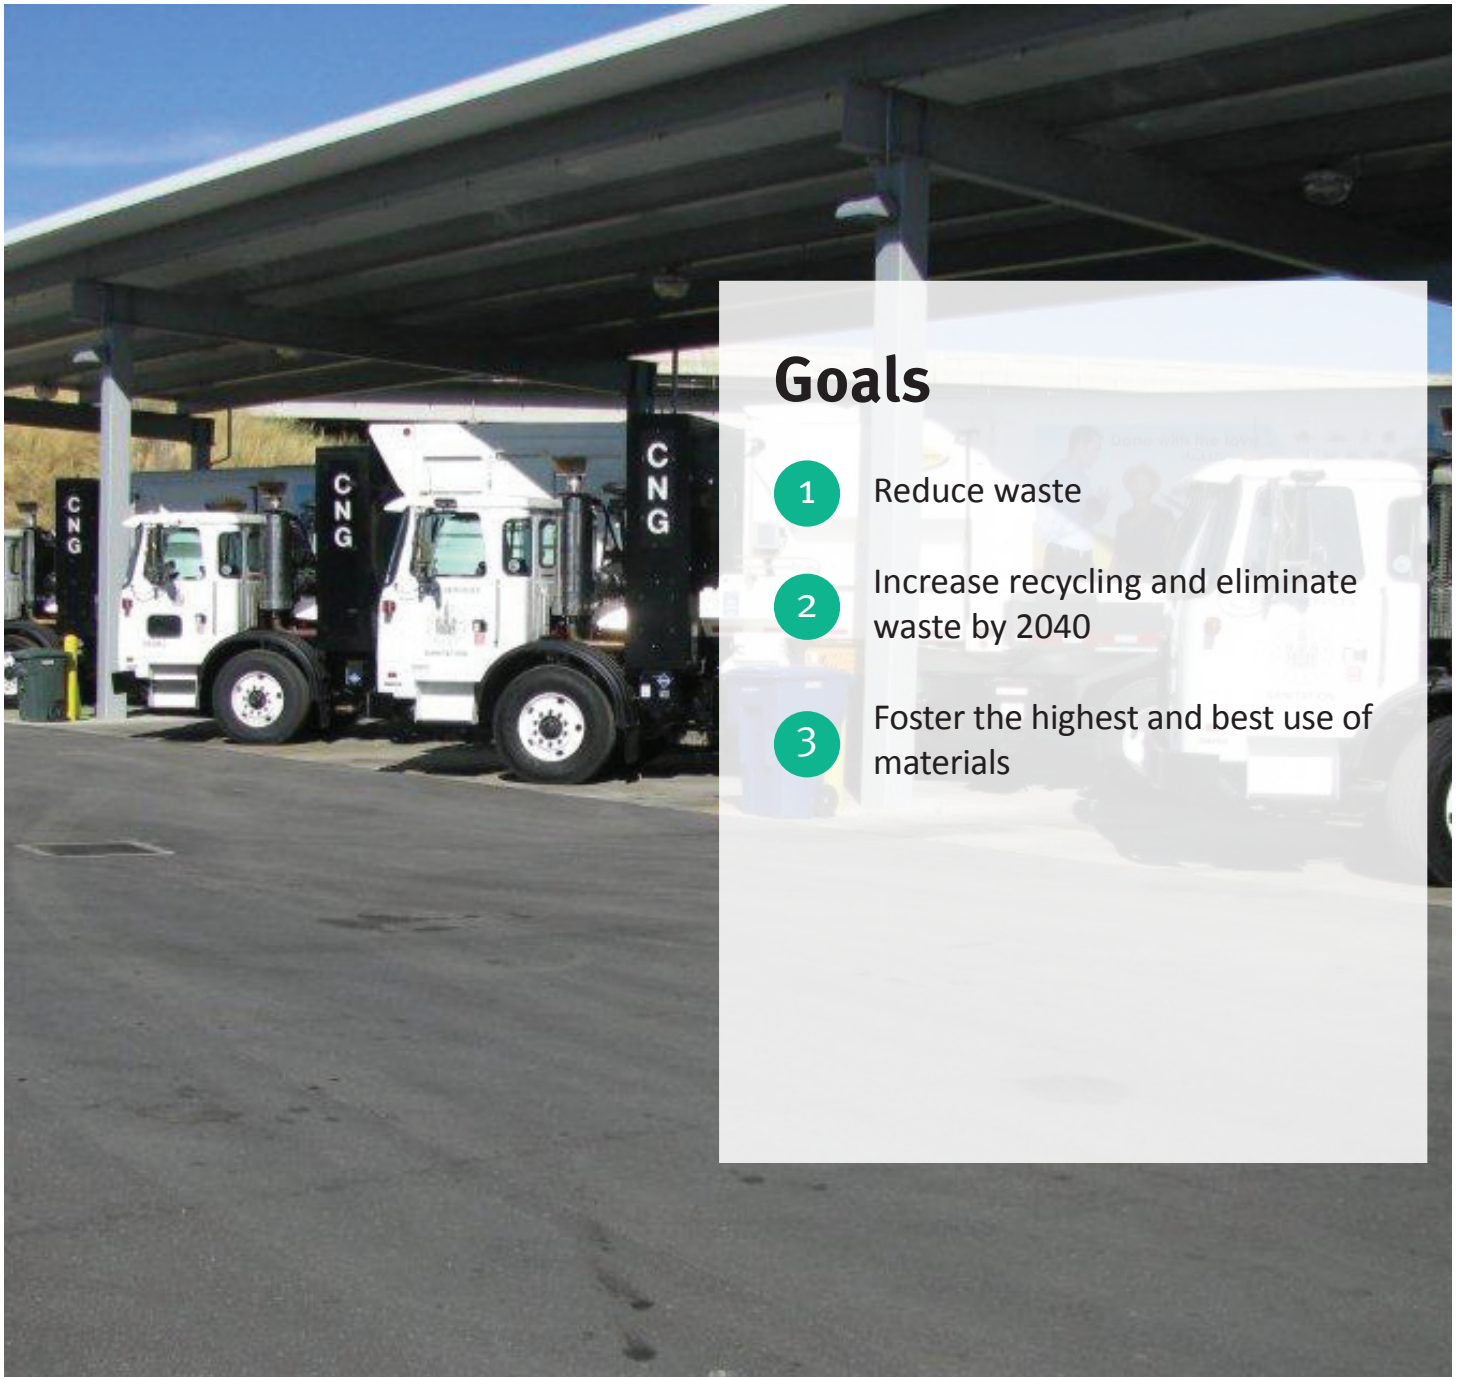 CNG
CNG
CNG
Goals
1 Reduce waste
2 Increase recycling and eliminate
waste by 2040
3 Foster the highest and best use of
materials
SANITATION